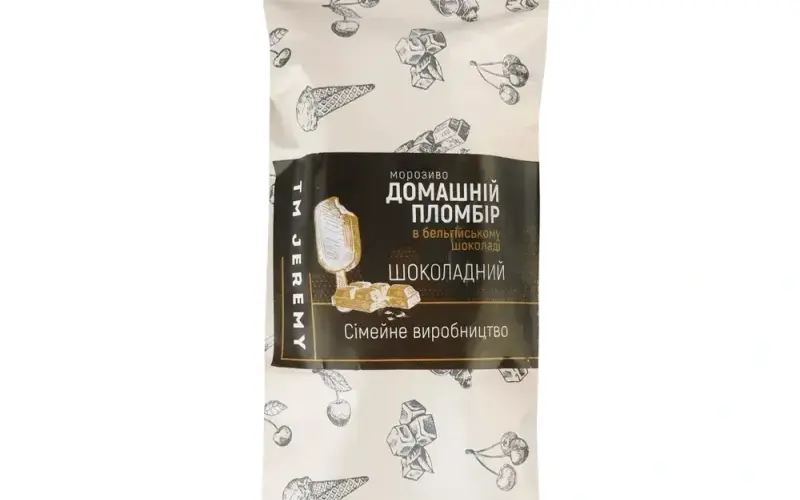 TM JEREMY
морозиво
ДОМАШНІЙ
ПЛОМБІР
в бельгійському
шоколаді
ШОКОЛАДНИЙ
Сімейне виробництво